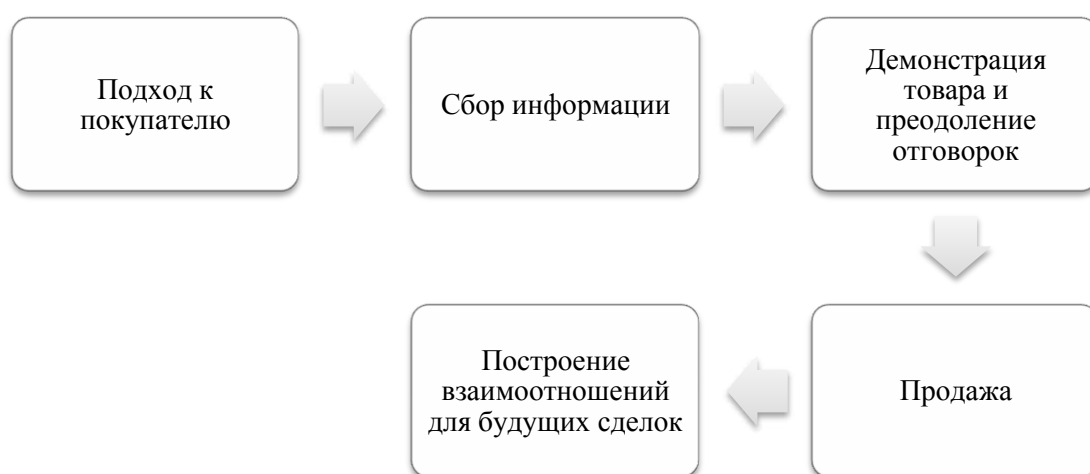 Подход к
покупателю
Сбор информации
Демонстрация
товара и
преодоление
отговорок
Продажа
Построение
взаимоотношений
для будущих сделок